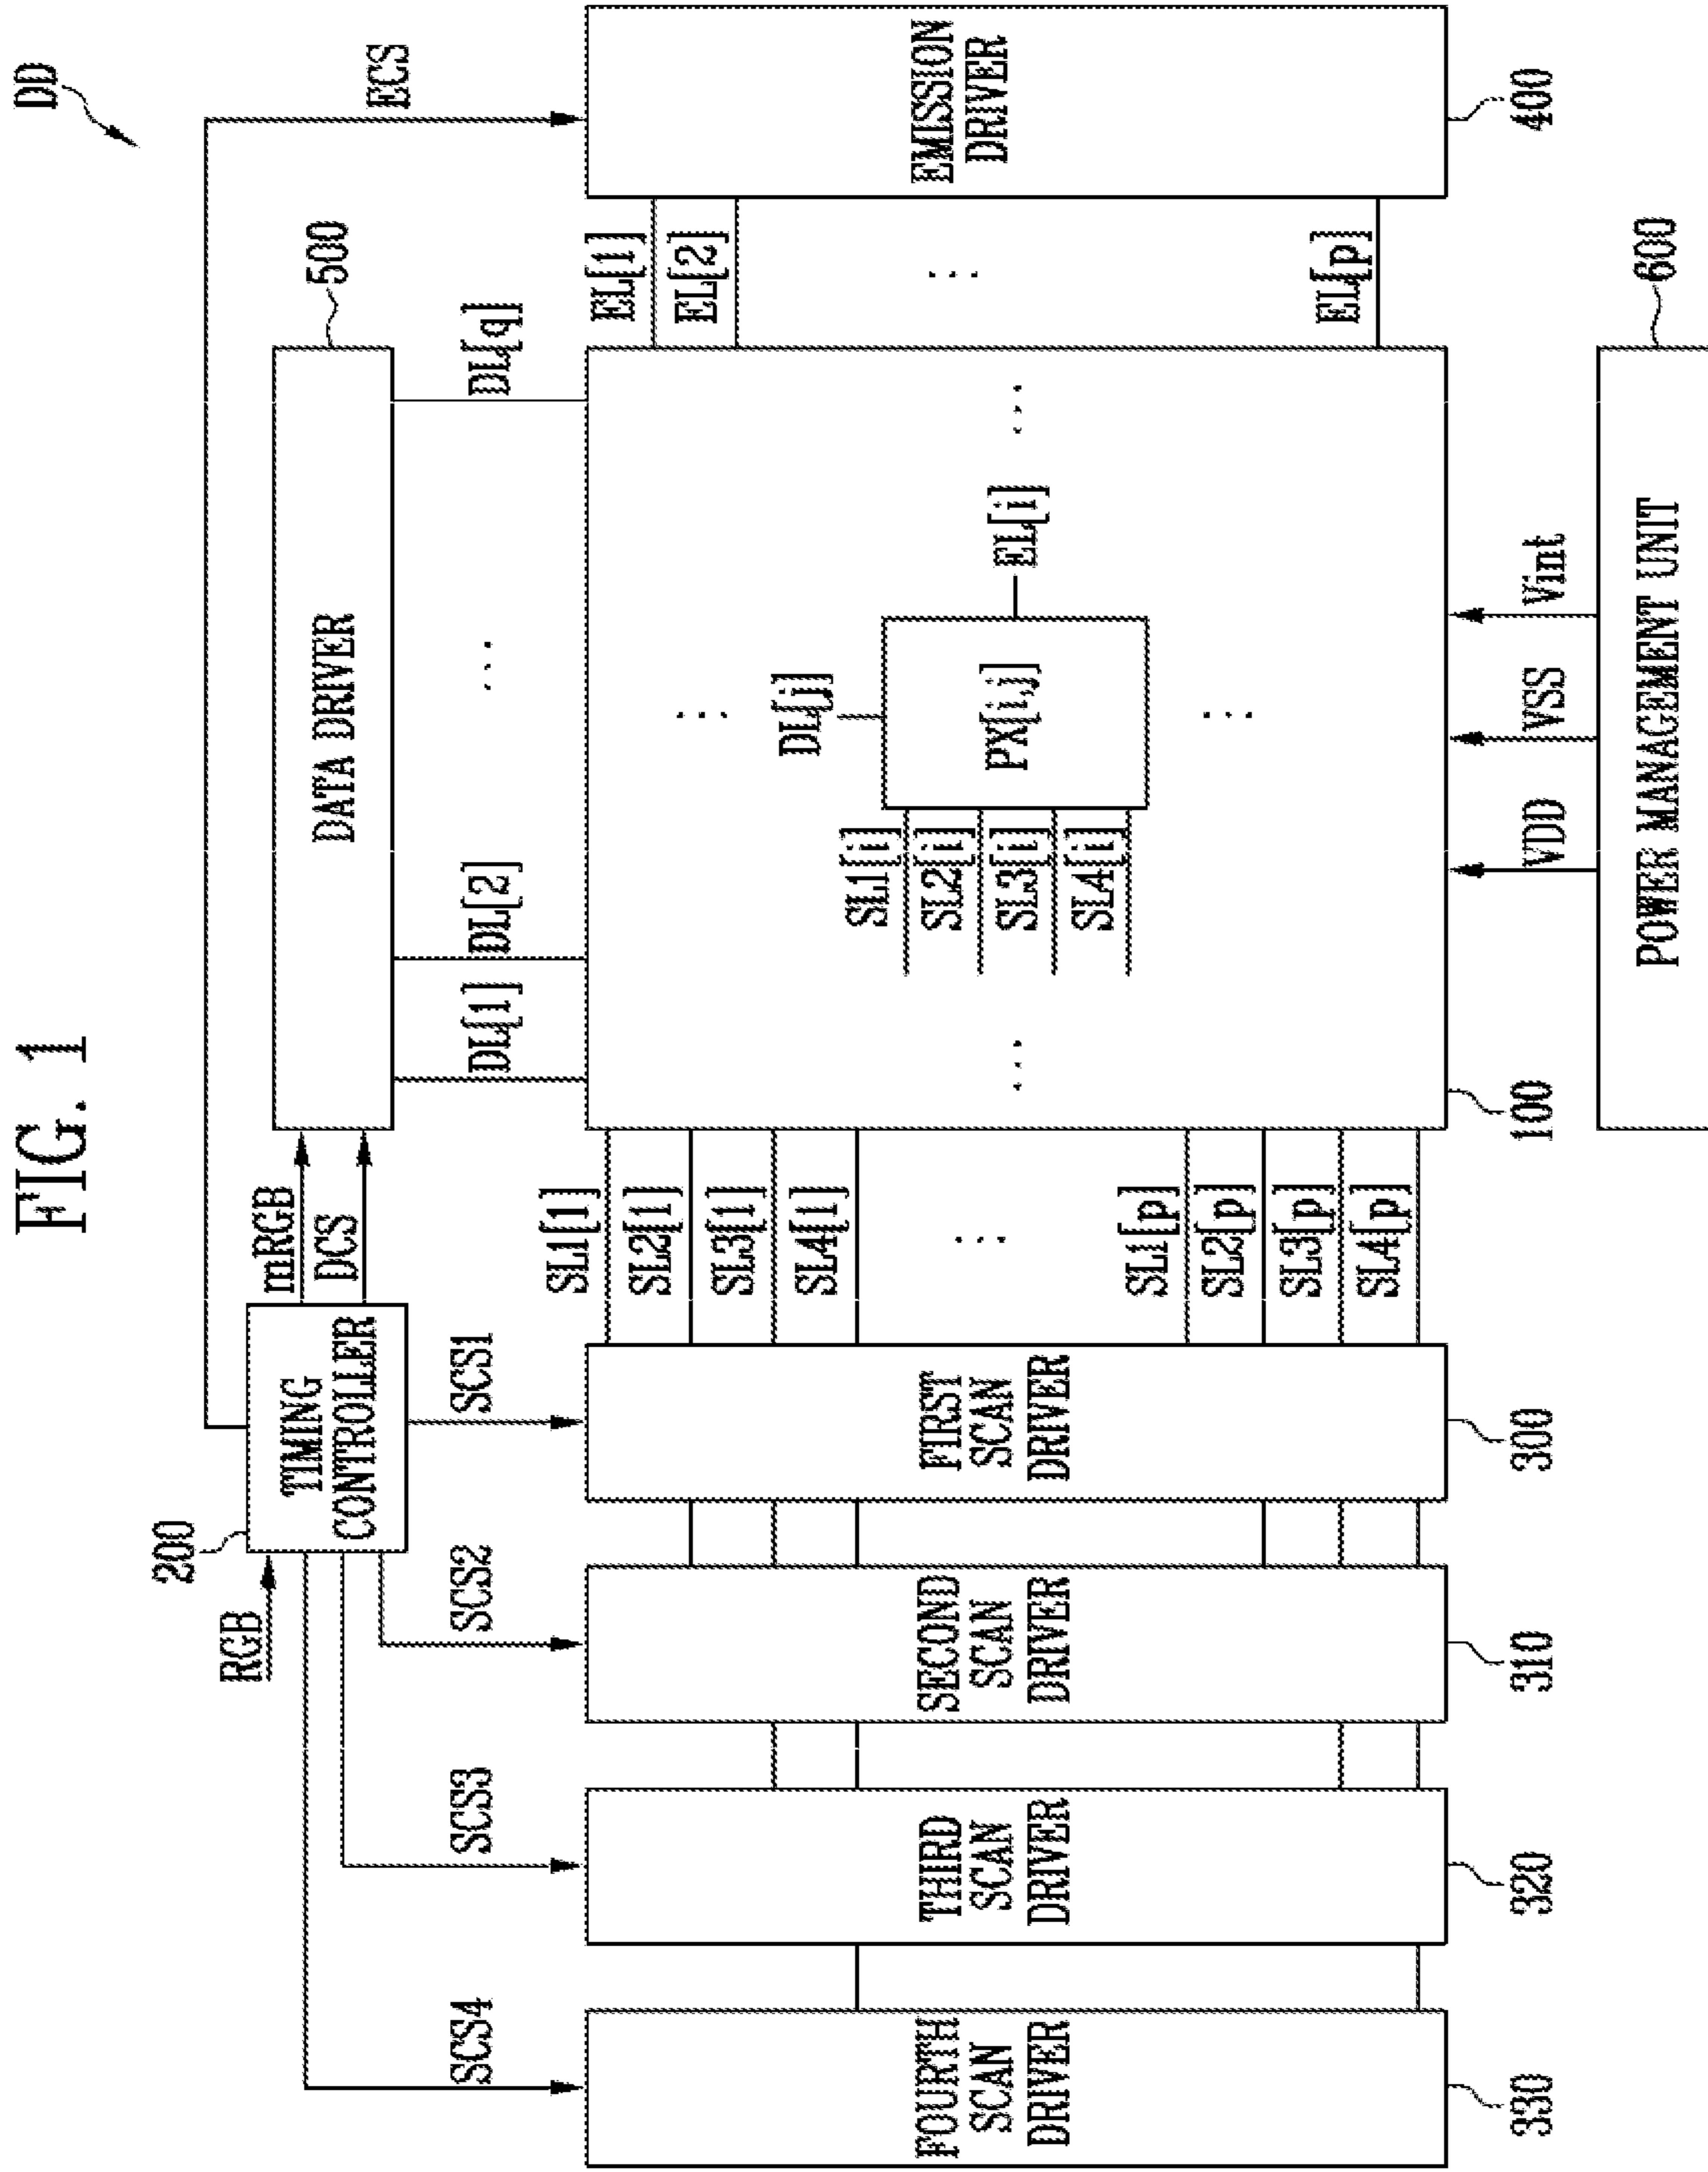 FIG. 1
DD
ECS
200
RGB
TIMING
CONTROLLER
mRGB
DCS
DATA DRIVER
500
SCS4
SCS3
SCS2
SCS1
DL[1]
DL[2]
...
DL[q]
FOURTH
SCAN
DRIVER
330
THIRD
SCAN
DRIVER
320
SECOND
SCAN
DRIVER
310
FIRST
SCAN
DRIVER
300
SL1[1]
SL2[1]
SL3[1]
SL4[1]
...
SL1[p]
SL2[p]
SL3[p]
SL4[p]
100
...
...
DL[j]
SL1[i]
SL2[i]
SL3[i]
SL4[i]
PX[i,j]
EL[i]
...
...
EL[1]
EL[2]
...
EL[p]
EMISSION
DRIVER
400
VDD
VSS
Vint
POWER MANAGEMENT UNIT
600